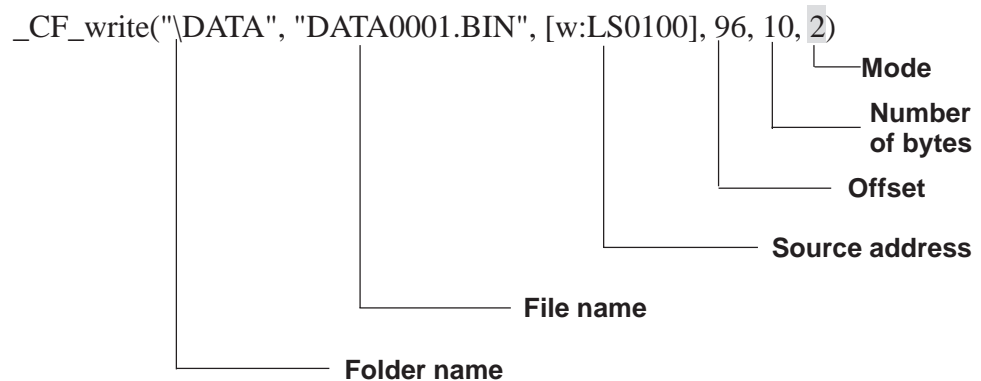 _CF_write("\DATA", "DATA0001.BIN", [w:LS0100], 96, 10, 2)
Mode
Number
of bytes
Offset
Source address
File name
Folder name